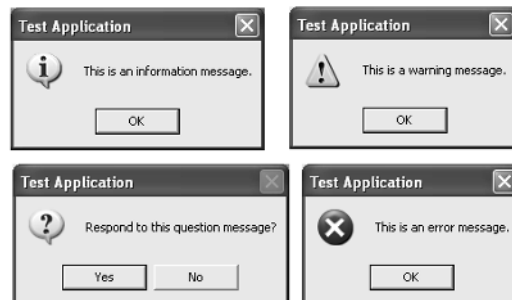 Test Application
This is an information message.
OK
Test Application
This is a warning message.
OK
Test Application
Respond to this question message?
Yes No
Test Application
This is an error message.
OK